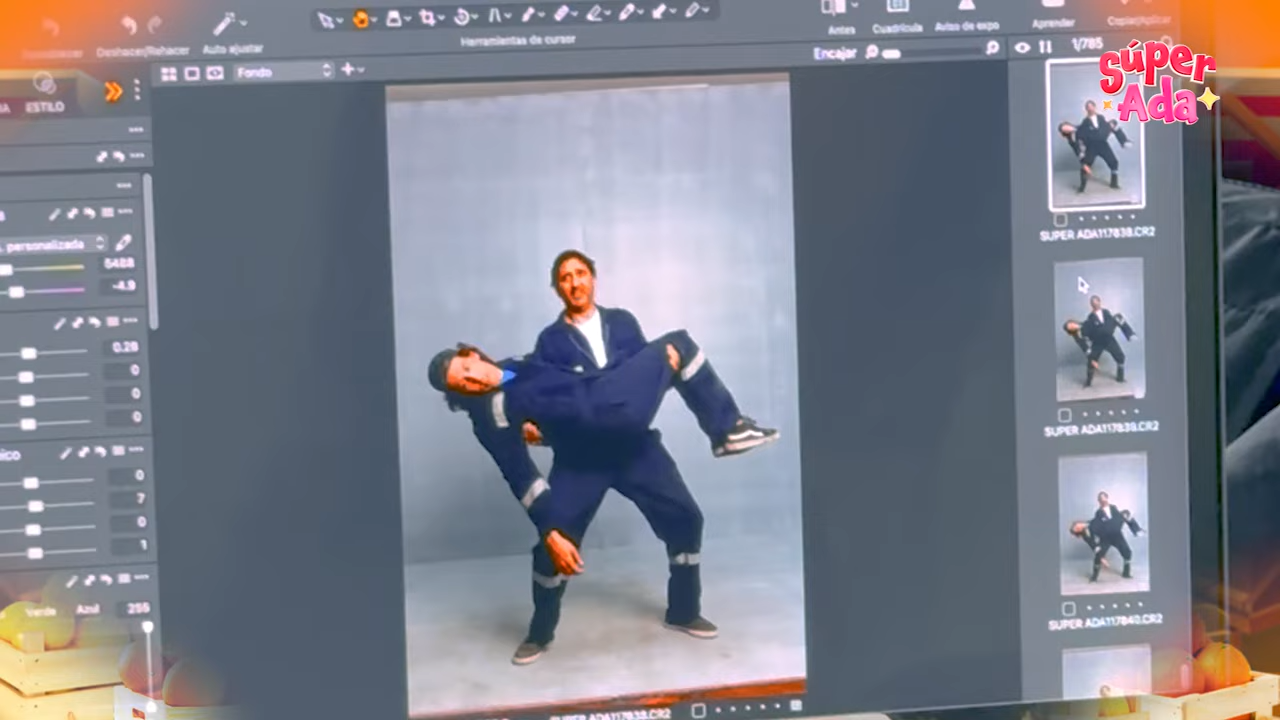 Deshacer/Rehacer
Auto ajustar
Herramientas de cursor
Antes
Cuadrícula
Aviso de expo
Aprender
Copiar/Aplicar
ESTILO
Fondo
Encajar
1/785
Súper
Ada
personalizada
5488
-4.9
0.28
0
0
0
0
7
0
1
Verde
Azul
255
SUPER ADA117838.CR2
SUPER ADA117839.CR2
SUPER ADA117840.CR2
SUPER ADA117838.CR2